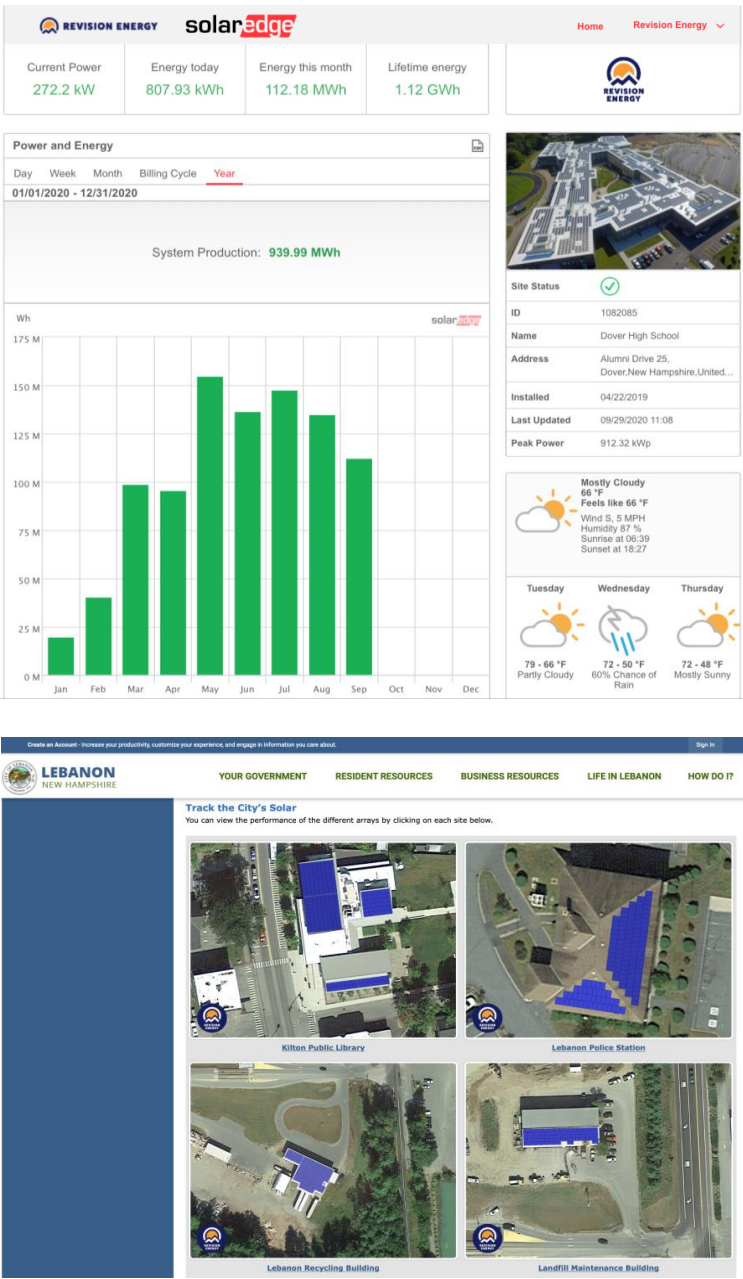 REVISION ENERGY solaredge Home Revision Energy
Current Power Energy today Energy this month Lifetime energy
272.2 kW 807.93 kWh 112.18 MWh 1.12 GWh
REVISION
ENERGY
Power and Energy
Day Week Month Billing Cycle Year
01/01/2020 - 12/31/2020
System Production: 939.99 MWh
Wh solaredge
175 M
150 M
125 M
100 M
75 M
50 M
25 M
0 M
Jan Feb Mar Apr May Jun Jul Aug Sep Oct Nov Dec
Site Status
ID 1082085
Name Dover High School
Address Alumni Drive 25,
Dover,New Hampshire,United...
Installed 04/22/2019
Last Updated 09/29/2020 11:08
Peak Power 912.32 kWp
Mostly Cloudy
66 °F
Feels like 66 °F
Wind S, 5 MPH
Humidity 87 %
Sunrise at 06:39
Sunset at 18:27
Tuesday Wednesday Thursday
79 - 66 °F 72 - 50 °F 72 - 48 °F
Partly Cloudy 60% Chance of Mostly Sunny
Rain
Create an Account - Increase your productivity, customize your experience, and engage in information you care about. Sign In
LEBANON
NEW HAMPSHIRE
YOUR GOVERNMENT RESIDENT RESOURCES BUSINESS RESOURCES LIFE IN LEBANON HOW DO I?
Track the City's Solar
You can view the performance of the different arrays by clicking on each site below.
REVISION
ENERGY
REVISION
ENERGY
Kilton Public Library Lebanon Police Station
REVISION
ENERGY
REVISION
ENERGY
Lebanon Recycling Building Landfill Maintenance Building